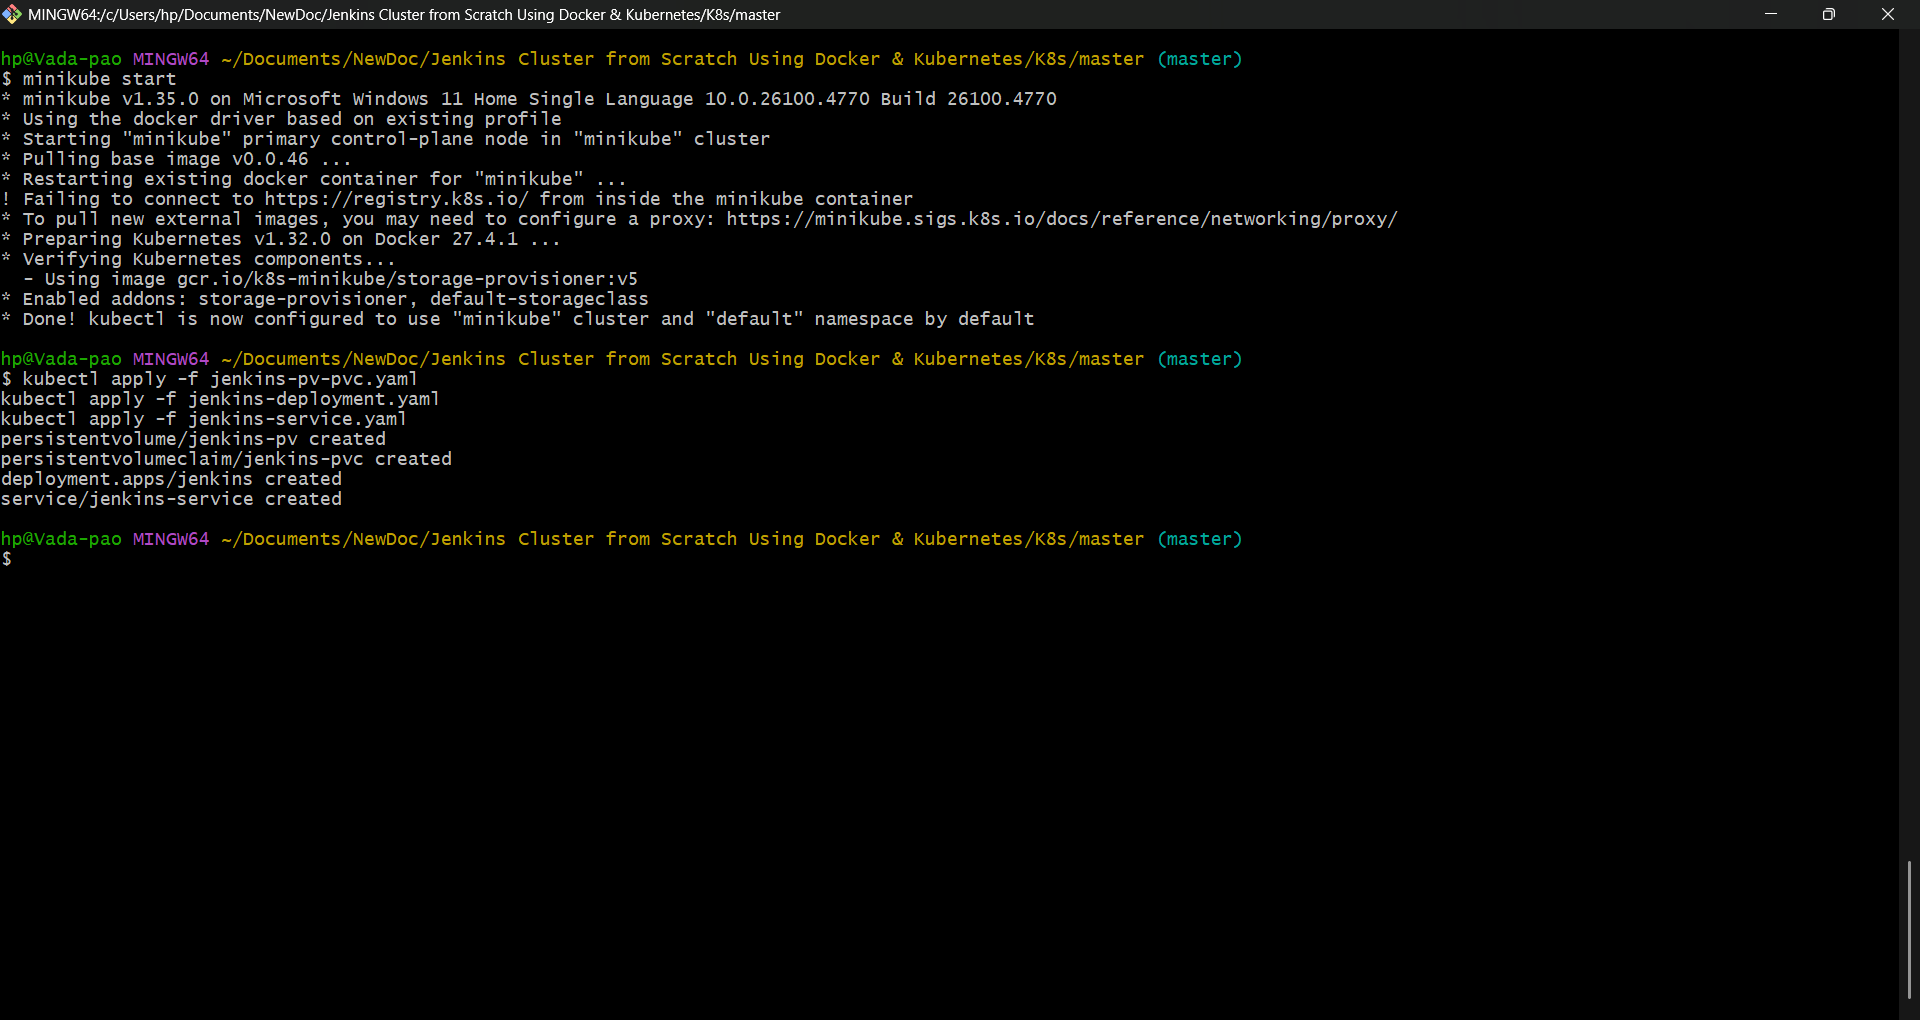 MINGW64:/c/Users/hp/Documents/NewDoc/Jenkins Cluster from Scratch Using Docker & Kubernetes/K8s/master
hp@Vada-pao MINGW64 ~/Documents/NewDoc/Jenkins Cluster from Scratch Using Docker & Kubernetes/K8s/master (master)
$ minikube start
* minikube v1.35.0 on Microsoft Windows 11 Home Single Language 10.0.26100.4770 Build 26100.4770
* Using the docker driver based on existing profile
* Starting "minikube" primary control-plane node in "minikube" cluster
* Pulling base image v0.0.46 ...
* Restarting existing docker container for "minikube" ...
! Failing to connect to https://registry.k8s.io/ from inside the minikube container
* To pull new external images, you may need to configure a proxy: https://minikube.sigs.k8s.io/docs/reference/networking/proxy/
* Preparing Kubernetes v1.32.0 on Docker 27.4.1 ...
* Verifying Kubernetes components...
  - Using image gcr.io/k8s-minikube/storage-provisioner:v5
* Enabled addons: storage-provisioner, default-storageclass
* Done! kubectl is now configured to use "minikube" cluster and "default" namespace by default
hp@Vada-pao MINGW64 ~/Documents/NewDoc/Jenkins Cluster from Scratch Using Docker & Kubernetes/K8s/master (master)
$ kubectl apply -f jenkins-pv-pvc.yaml
kubectl apply -f jenkins-deployment.yaml
kubectl apply -f jenkins-service.yaml
persistentvolume/jenkins-pv created
persistentvolumeclaim/jenkins-pvc created
deployment.apps/jenkins created
service/jenkins-service created
hp@Vada-pao MINGW64 ~/Documents/NewDoc/Jenkins Cluster from Scratch Using Docker & Kubernetes/K8s/master (master)
$